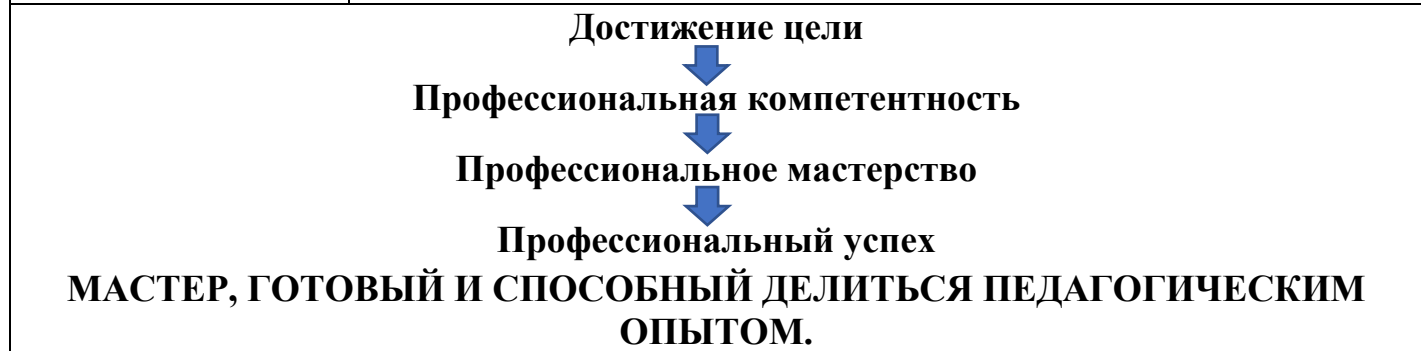 Достижение цели
Профессиональная компетентность
Профессиональное мастерство
Профессиональный успех
МАСТЕР, ГОТОВЫЙ И СПОСОБНЫЙ ДЕЛИТЬСЯ ПЕДАГОГИЧЕСКИМ
ОПЫТОМ.